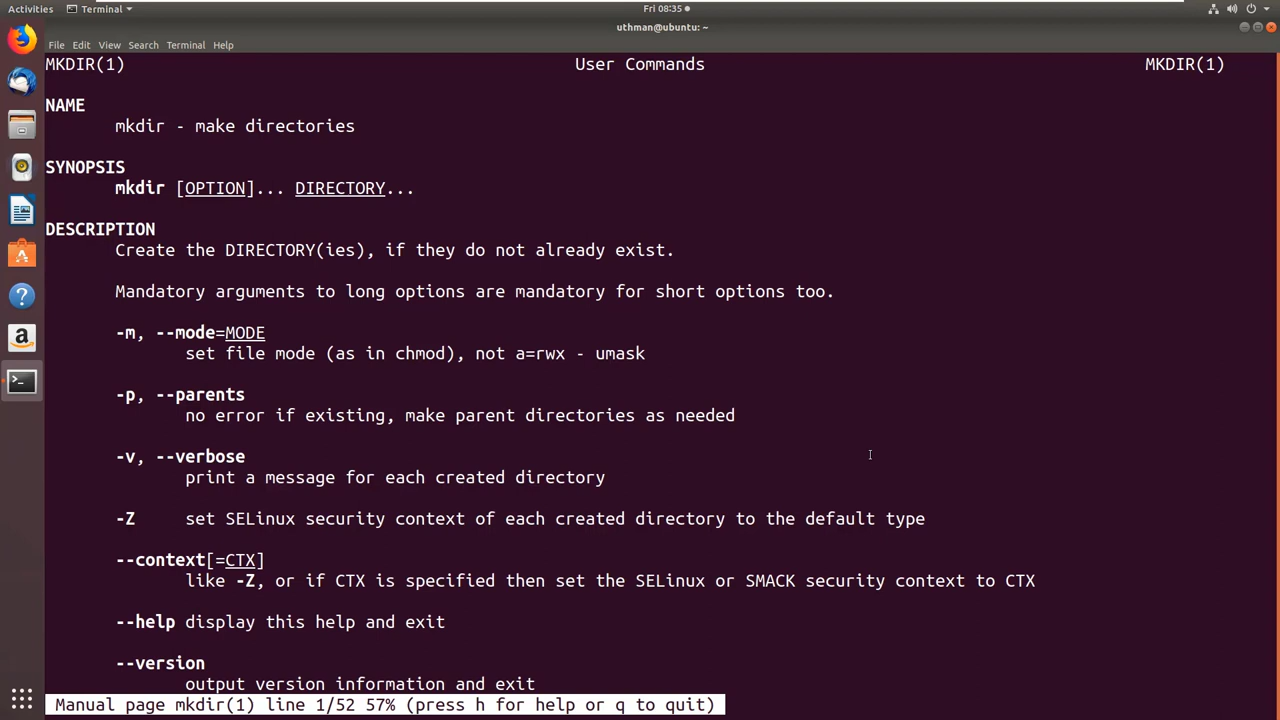 Activities Terminal Fri 08:35
uthman@ubuntu: ~
File Edit View Search Terminal Help
MKDIR(1) User Commands MKDIR(1)
NAME
mkdir - make directories
SYNOPSIS
mkdir [OPTION]... DIRECTORY...
DESCRIPTION
Create the DIRECTORY(ies), if they do not already exist.
Mandatory arguments to long options are mandatory for short options too.
-m, --mode=MODE
set file mode (as in chmod), not a=rwx - umask
-p, --parents
no error if existing, make parent directories as needed
-v, --verbose
print a message for each created directory
-Z set SELinux security context of each created directory to the default type
--context[=CTX]
like -Z, or if CTX is specified then set the SELinux or SMACK security context to CTX
--help display this help and exit
--version
output version information and exit
Manual page mkdir(1) line 1/52 57% (press h for help or q to quit)